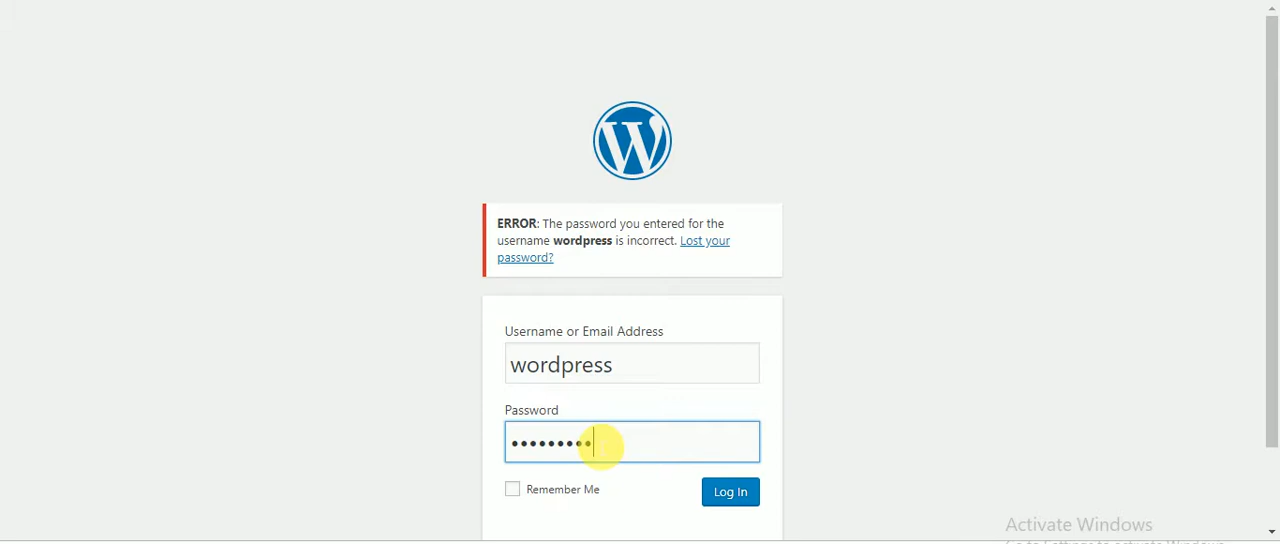 ERROR: The password you entered for the
username wordpress is incorrect. Lost your
password?
Username or Email Address
wordpress
Password
•••••••••
Remember Me
Log In
Activate Windows